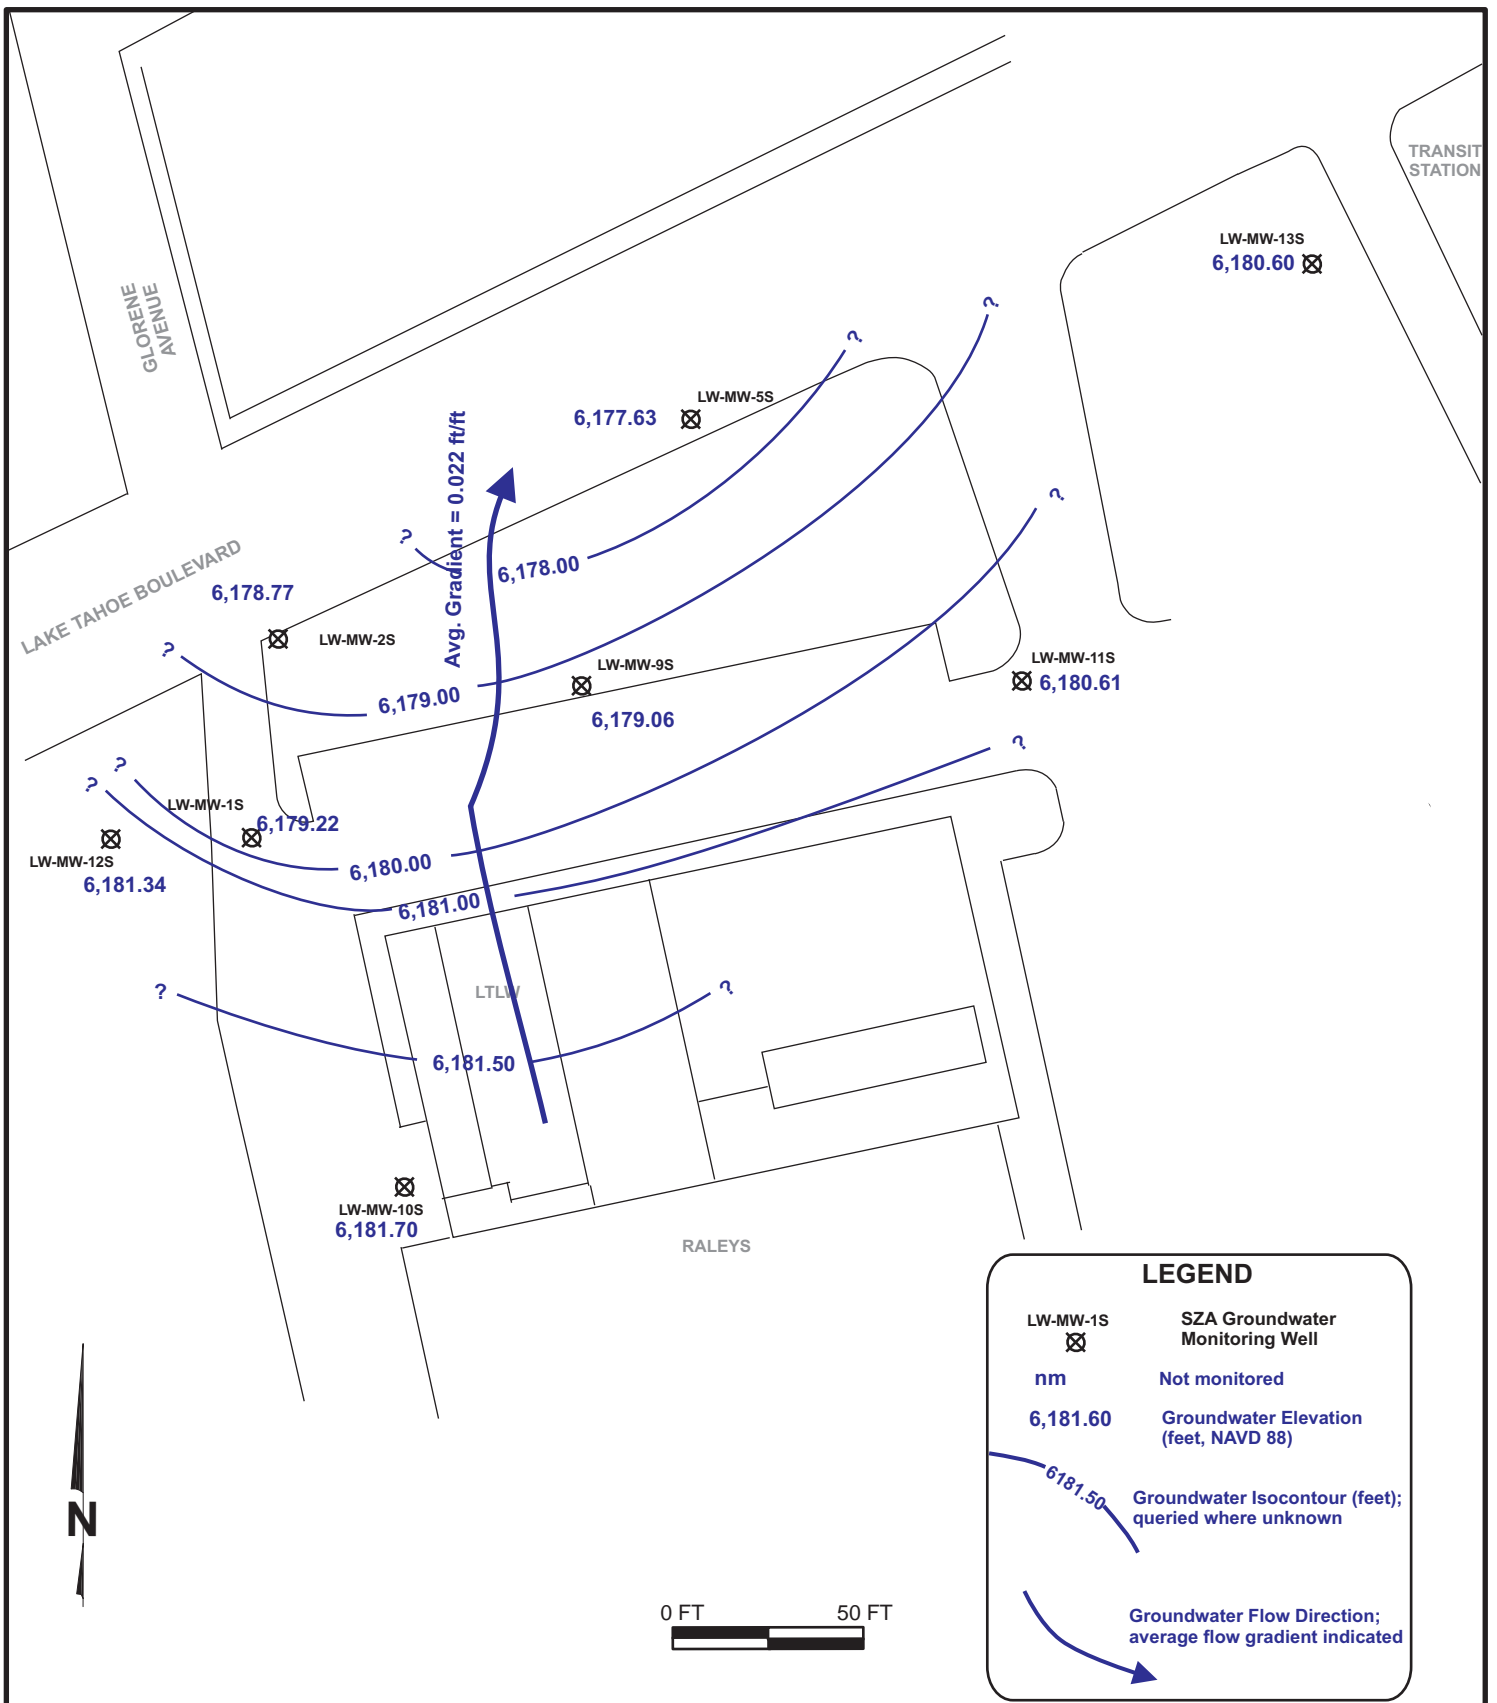 TRANSIT
STATION
LW-MW-13S
6,180.60
GLORENE
AVENUE
?
?
LW-MW-5S
6,177.63
Avg. Gradient = 0.022 ft/ft
?
?
6,178.00
LAKE TAHOE BOULEVARD
6,178.77
LW-MW-2S
?
LW-MW-9S
LW-MW-11S
6,180.61
6,179.00
6,179.06
?
?
?
LW-MW-1S
6,179.22
LW-MW-12S
6,181.34
6,180.00
6,181.00
LTLW
?
?
6,181.50
LW-MW-10S
6,181.70
RALEYS
LEGEND
LW-MW-1S
SZA Groundwater
Monitoring Well
nm
Not monitored
6,181.60
Groundwater Elevation
(feet, NAVD 88)
6181.50
Groundwater Isocontour (feet);
queried where unknown
Groundwater Flow Direction;
average flow gradient indicated
N
0 FT
50 FT